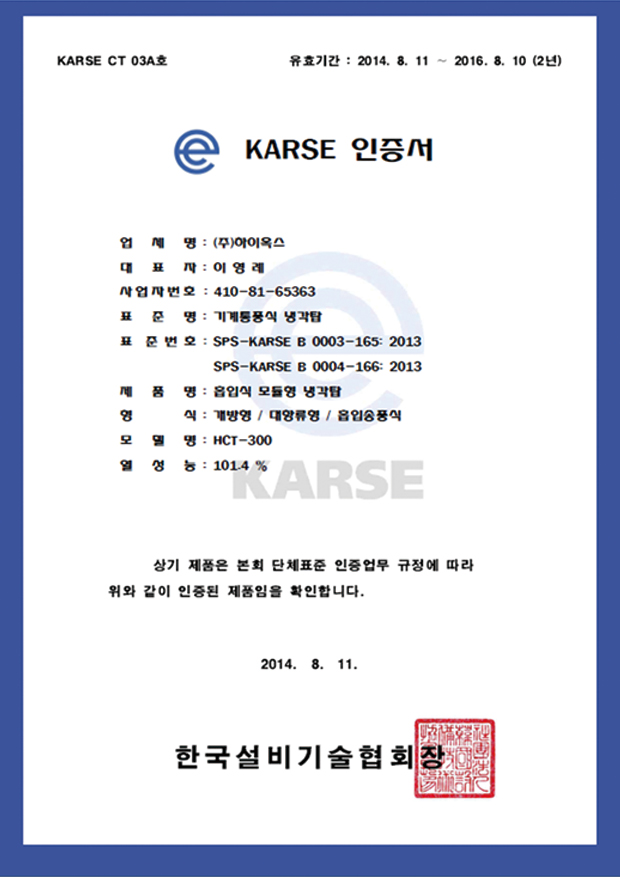 KARSE CT 03A호
유효기간 : 2014. 8. 11 ~ 2016. 8. 10 (2년)
KARSE 인증서
업 체 명 : (주)하이옥스
대 표 자 : 이 영 례
사업자번호 : 410-81-65363
표 준 명 : 기계통풍식 냉각탑
표 준 번 호 : SPS-KARSE B 0003-165: 2013
SPS-KARSE B 0004-166: 2013
제 품 명 : 흡입식 모듈형 냉각탑
형 식 : 개방형 / 대향류형 / 흡입송풍식
모 델 명 : HCT-300
열 성 능 : 101.4 %
KARSE
상기 제품은 본회 단체표준 인증업무 규정에 따라
위와 같이 인증된 제품임을 확인합니다.
2014. 8. 11.
한국설비기술협회장